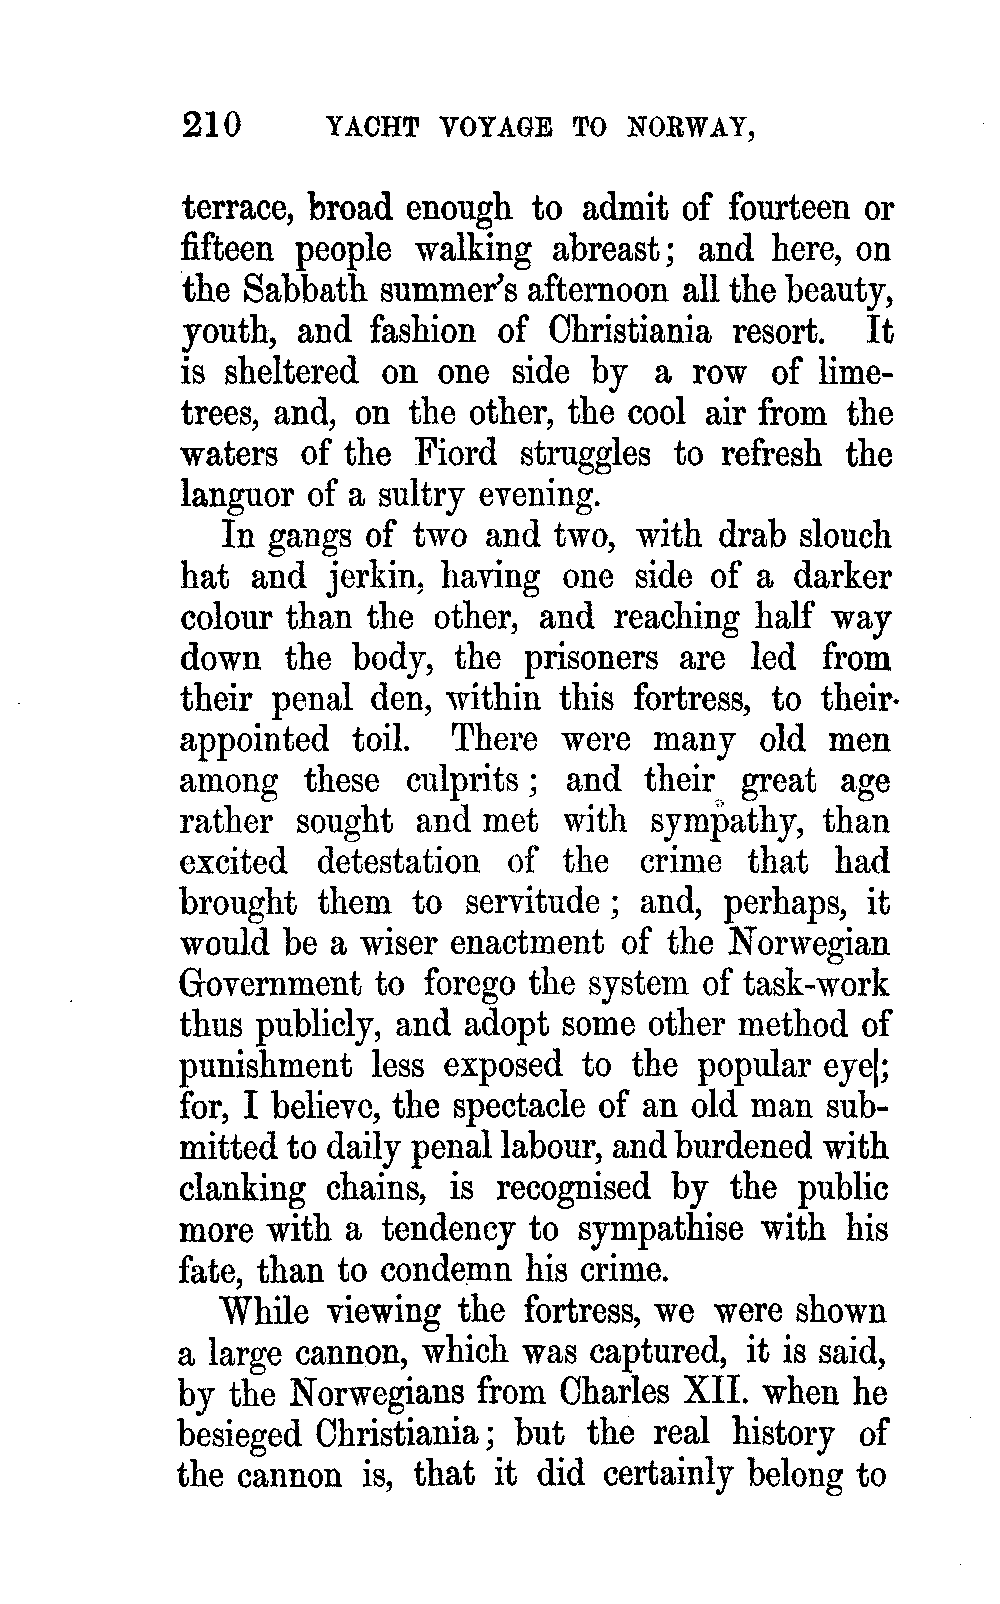 210 YACHT VOYAGE TO NORWAY,
terrace, broad enough to admit of fourteen or
fifteen people walking abreast; and here, on
the Sabbath summer's afternoon all the beauty,
youth, and fashion of Christiania resort. It
is sheltered on one side by a row of lime-
trees, and, on the other, the cool air from the
waters of the Fiord struggles to refresh the
languor of a sultry evening.
In gangs of two and two, with drab slouch
hat and jerkin, having one side of a darker
colour than the other, and reaching half way
down the body, the prisoners are led from
their penal den, within this fortress, to their
appointed toil. There were many old men
among these culprits; and their great age
rather sought and met with sympathy, than
excited detestation of the crime that had
brought them to servitude; and, perhaps, it
would be a wiser enactment of the Norwegian
Government to forego the system of task-work
thus publicly, and adopt some other method of
punishment less exposed to the popular eye;
for, I believe, the spectacle of an old man sub-
mitted to daily penal labour, and burdened with
clanking chains, is recognised by the public
more with a tendency to sympathise with his
fate, than to condemn his crime.
While viewing the fortress, we were shown
a large cannon, which was captured, it is said,
by the Norwegians from Charles XII. when he
besieged Christiania; but the real history of
the cannon is, that it did certainly belong to